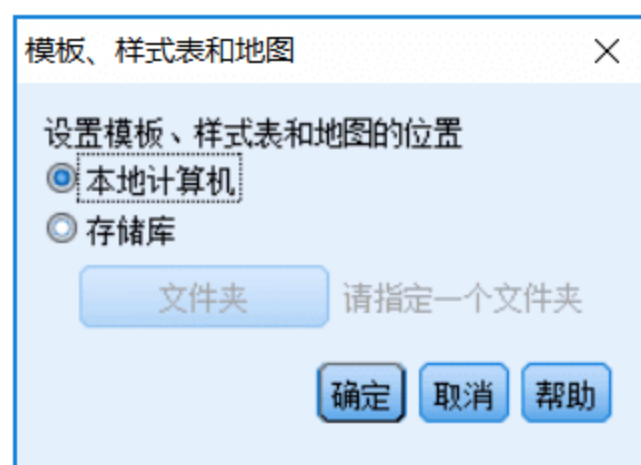 模板、样式表和地图
设置模板、样式表和地图的位置
本地计算机
存储库
文件夹 请指定一个文件夹
确定 取消 帮助